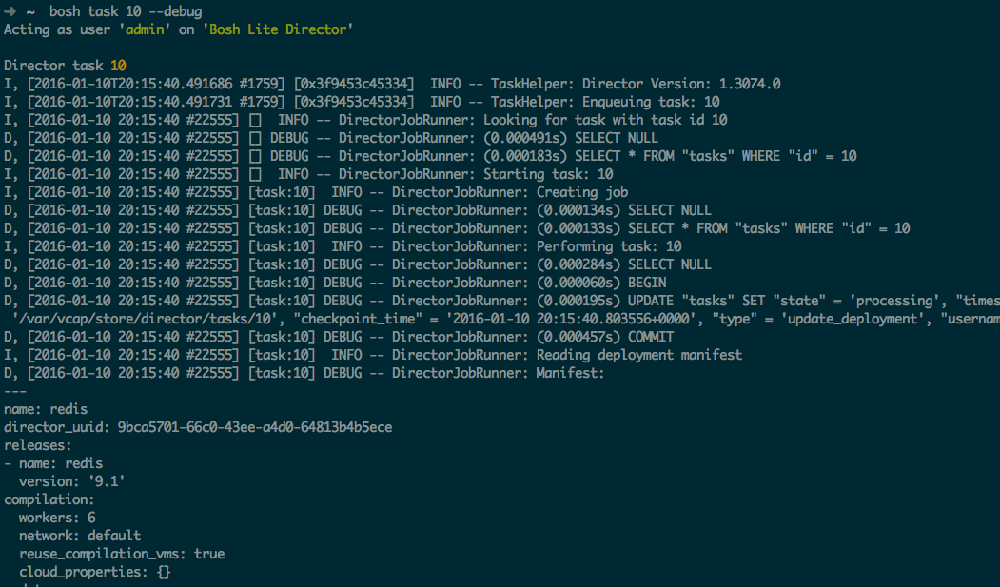 ➜ ~ bosh task 10 --debug
Acting as user 'admin' on 'Bosh Lite Director'
Director task 10
I, [2016-01-10T20:15:40.491686 #1759] [0x3f9453c45334]  INFO -- TaskHelper: Director Version: 1.3074.0
I, [2016-01-10T20:15:40.491731 #1759] [0x3f9453c45334]  INFO -- TaskHelper: Enqueuing task: 10
I, [2016-01-10 20:15:40 #22555] []  INFO -- DirectorJobRunner: Looking for task with task id 10
D, [2016-01-10 20:15:40 #22555] [] DEBUG -- DirectorJobRunner: (0.000491s) SELECT NULL
D, [2016-01-10 20:15:40 #22555] [] DEBUG -- DirectorJobRunner: (0.000183s) SELECT * FROM "tasks" WHERE "id" = 10
I, [2016-01-10 20:15:40 #22555] []  INFO -- DirectorJobRunner: Starting task: 10
I, [2016-01-10 20:15:40 #22555] [task:10]  INFO -- DirectorJobRunner: Creating job
D, [2016-01-10 20:15:40 #22555] [task:10] DEBUG -- DirectorJobRunner: (0.000134s) SELECT NULL
D, [2016-01-10 20:15:40 #22555] [task:10] DEBUG -- DirectorJobRunner: (0.000133s) SELECT * FROM "tasks" WHERE "id" = 10
I, [2016-01-10 20:15:40 #22555] [task:10]  INFO -- DirectorJobRunner: Performing task: 10
D, [2016-01-10 20:15:40 #22555] [task:10] DEBUG -- DirectorJobRunner: (0.000284s) SELECT NULL
D, [2016-01-10 20:15:40 #22555] [task:10] DEBUG -- DirectorJobRunner: (0.000060s) BEGIN
D, [2016-01-10 20:15:40 #22555] [task:10] DEBUG -- DirectorJobRunner: (0.000195s) UPDATE "tasks" SET "state" = 'processing', "times
'/var/vcap/store/director/tasks/10', "checkpoint_time" = '2016-01-10 20:15:40.803556+0000', "type" = 'update_deployment', "usernam
D, [2016-01-10 20:15:40 #22555] [task:10] DEBUG -- DirectorJobRunner: (0.000457s) COMMIT
I, [2016-01-10 20:15:40 #22555] [task:10]  INFO -- DirectorJobRunner: Reading deployment manifest
D, [2016-01-10 20:15:40 #22555] [task:10] DEBUG -- DirectorJobRunner: Manifest:
---
name: redis
director_uuid: 9bca5701-66c0-43ee-a4d0-64813b4b5ece
releases:
- name: redis
  version: '9.1'
compilation:
  workers: 6
  network: default
  reuse_compilation_vms: true
  cloud_properties: {}